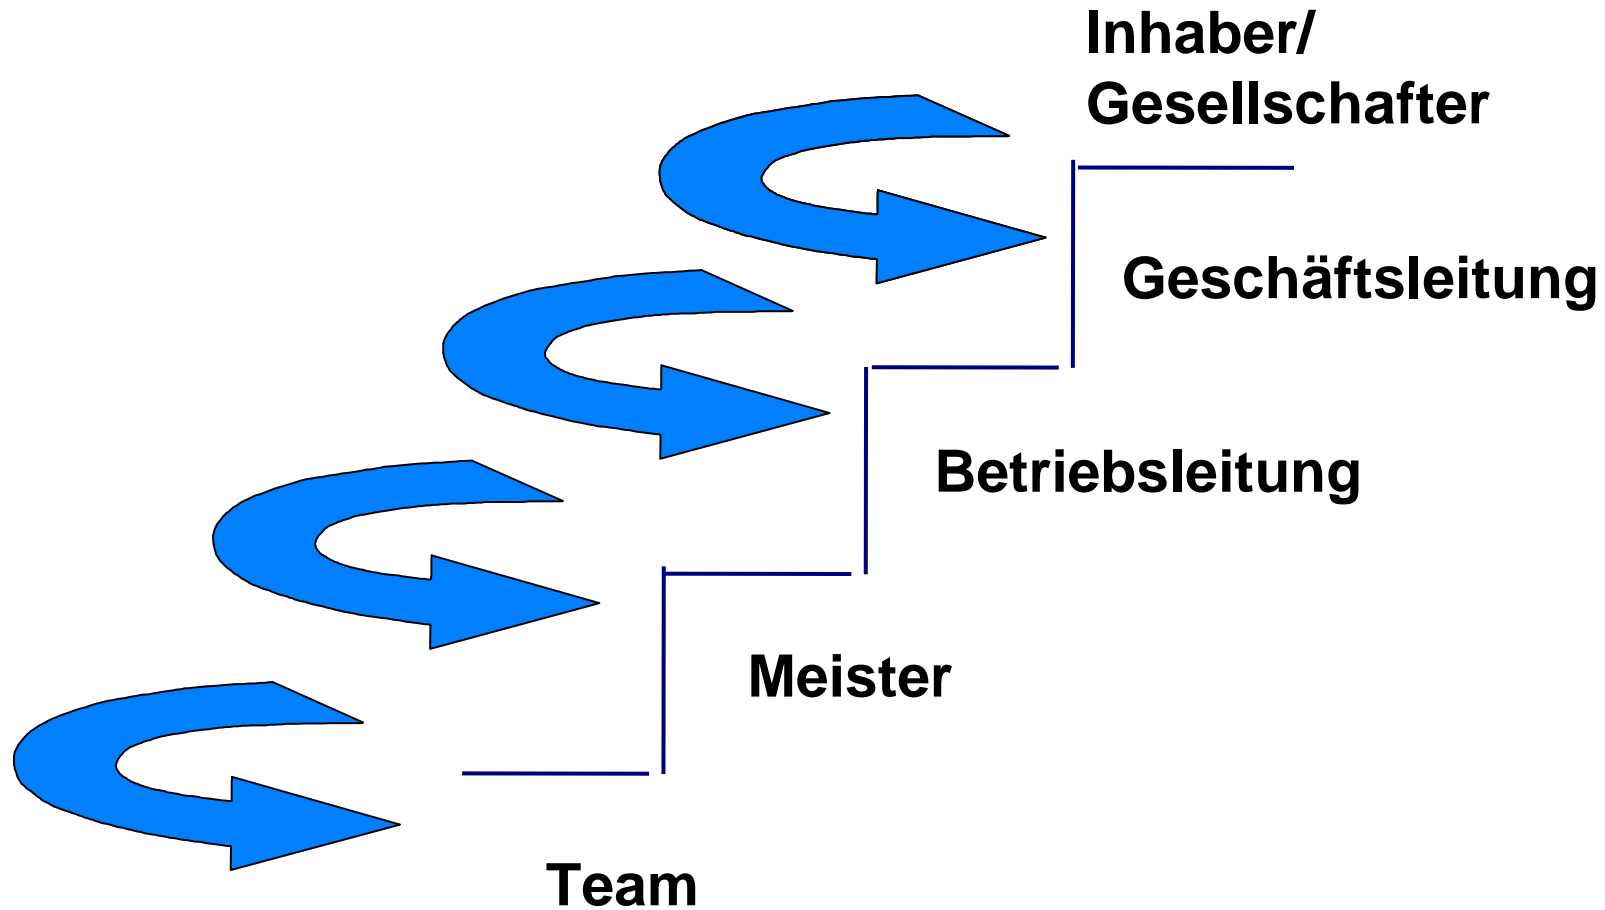 Inhaber/
Gesellschafter
Geschäftsleitung
Betriebsleitung
Meister
Team